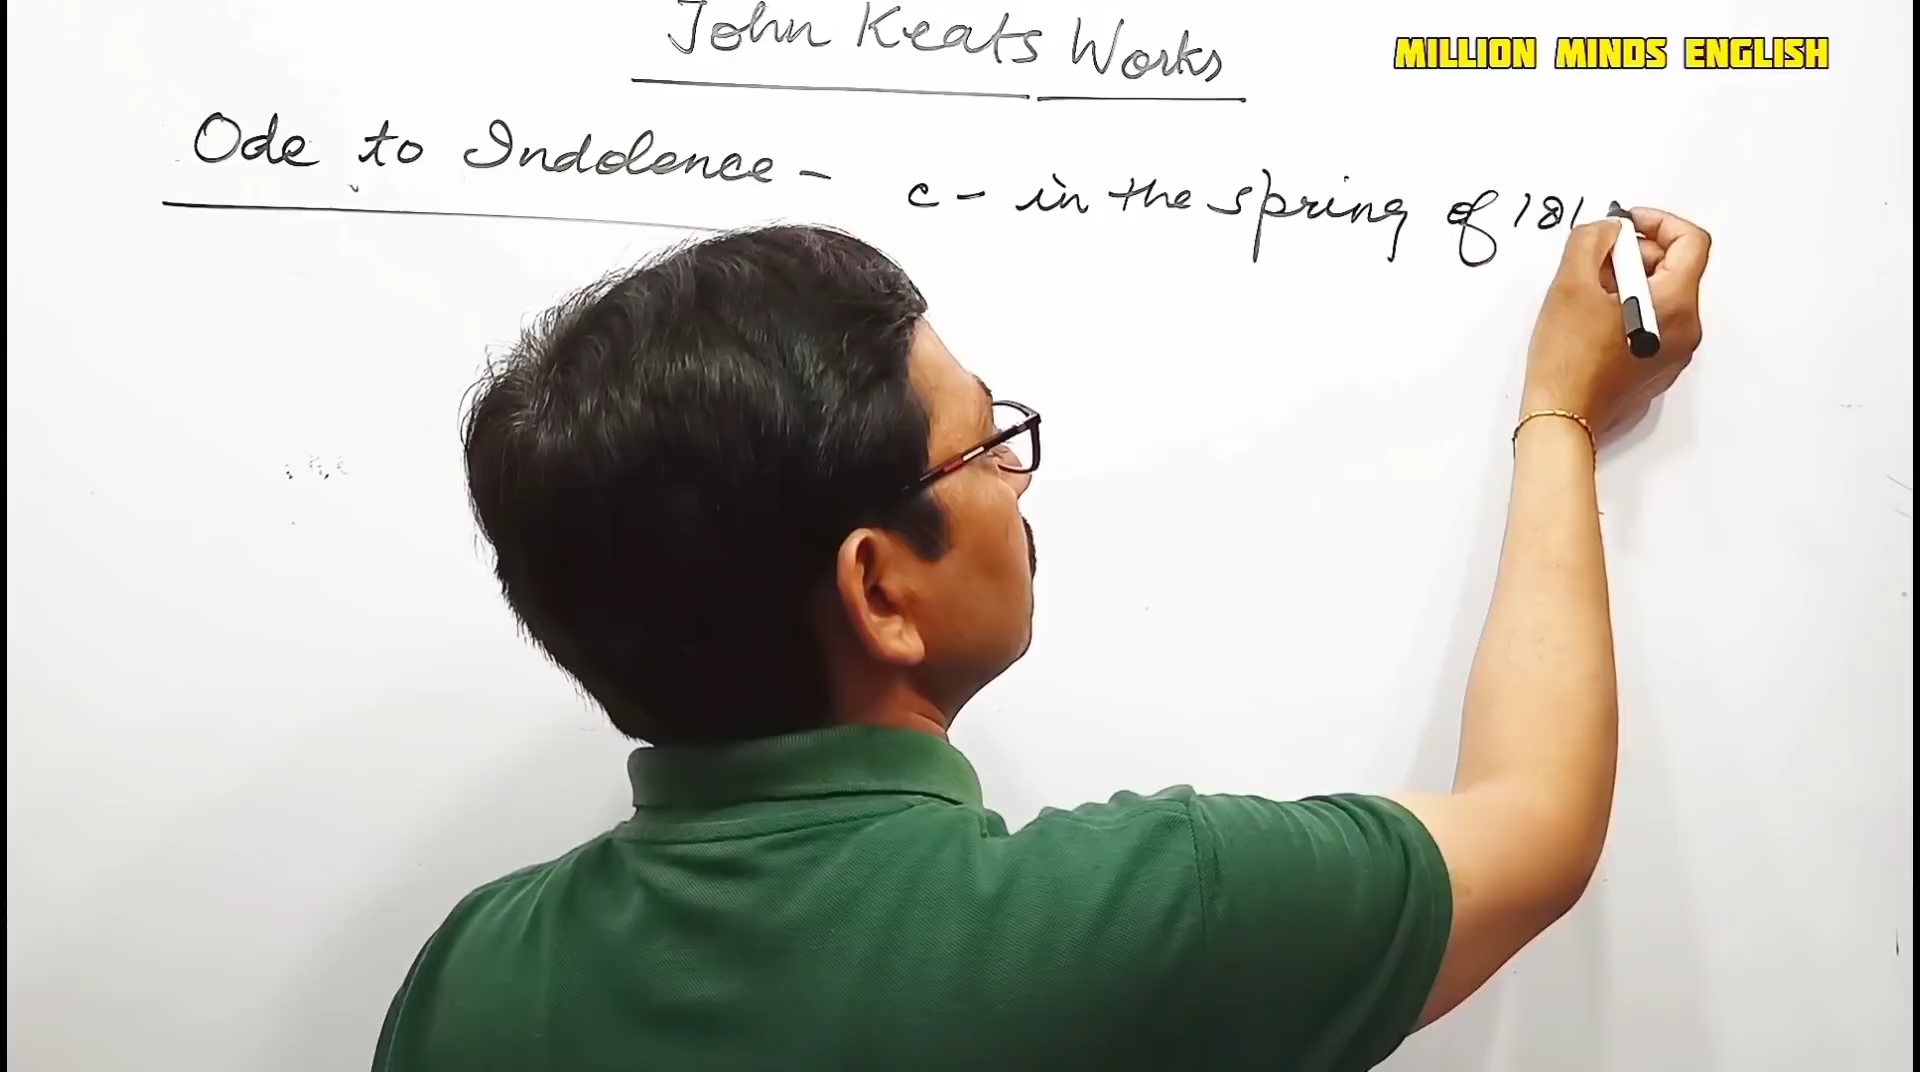 John Keats Works
MILLION MINDS ENGLISH
Ode to Indolence -
c - in the spring of 181